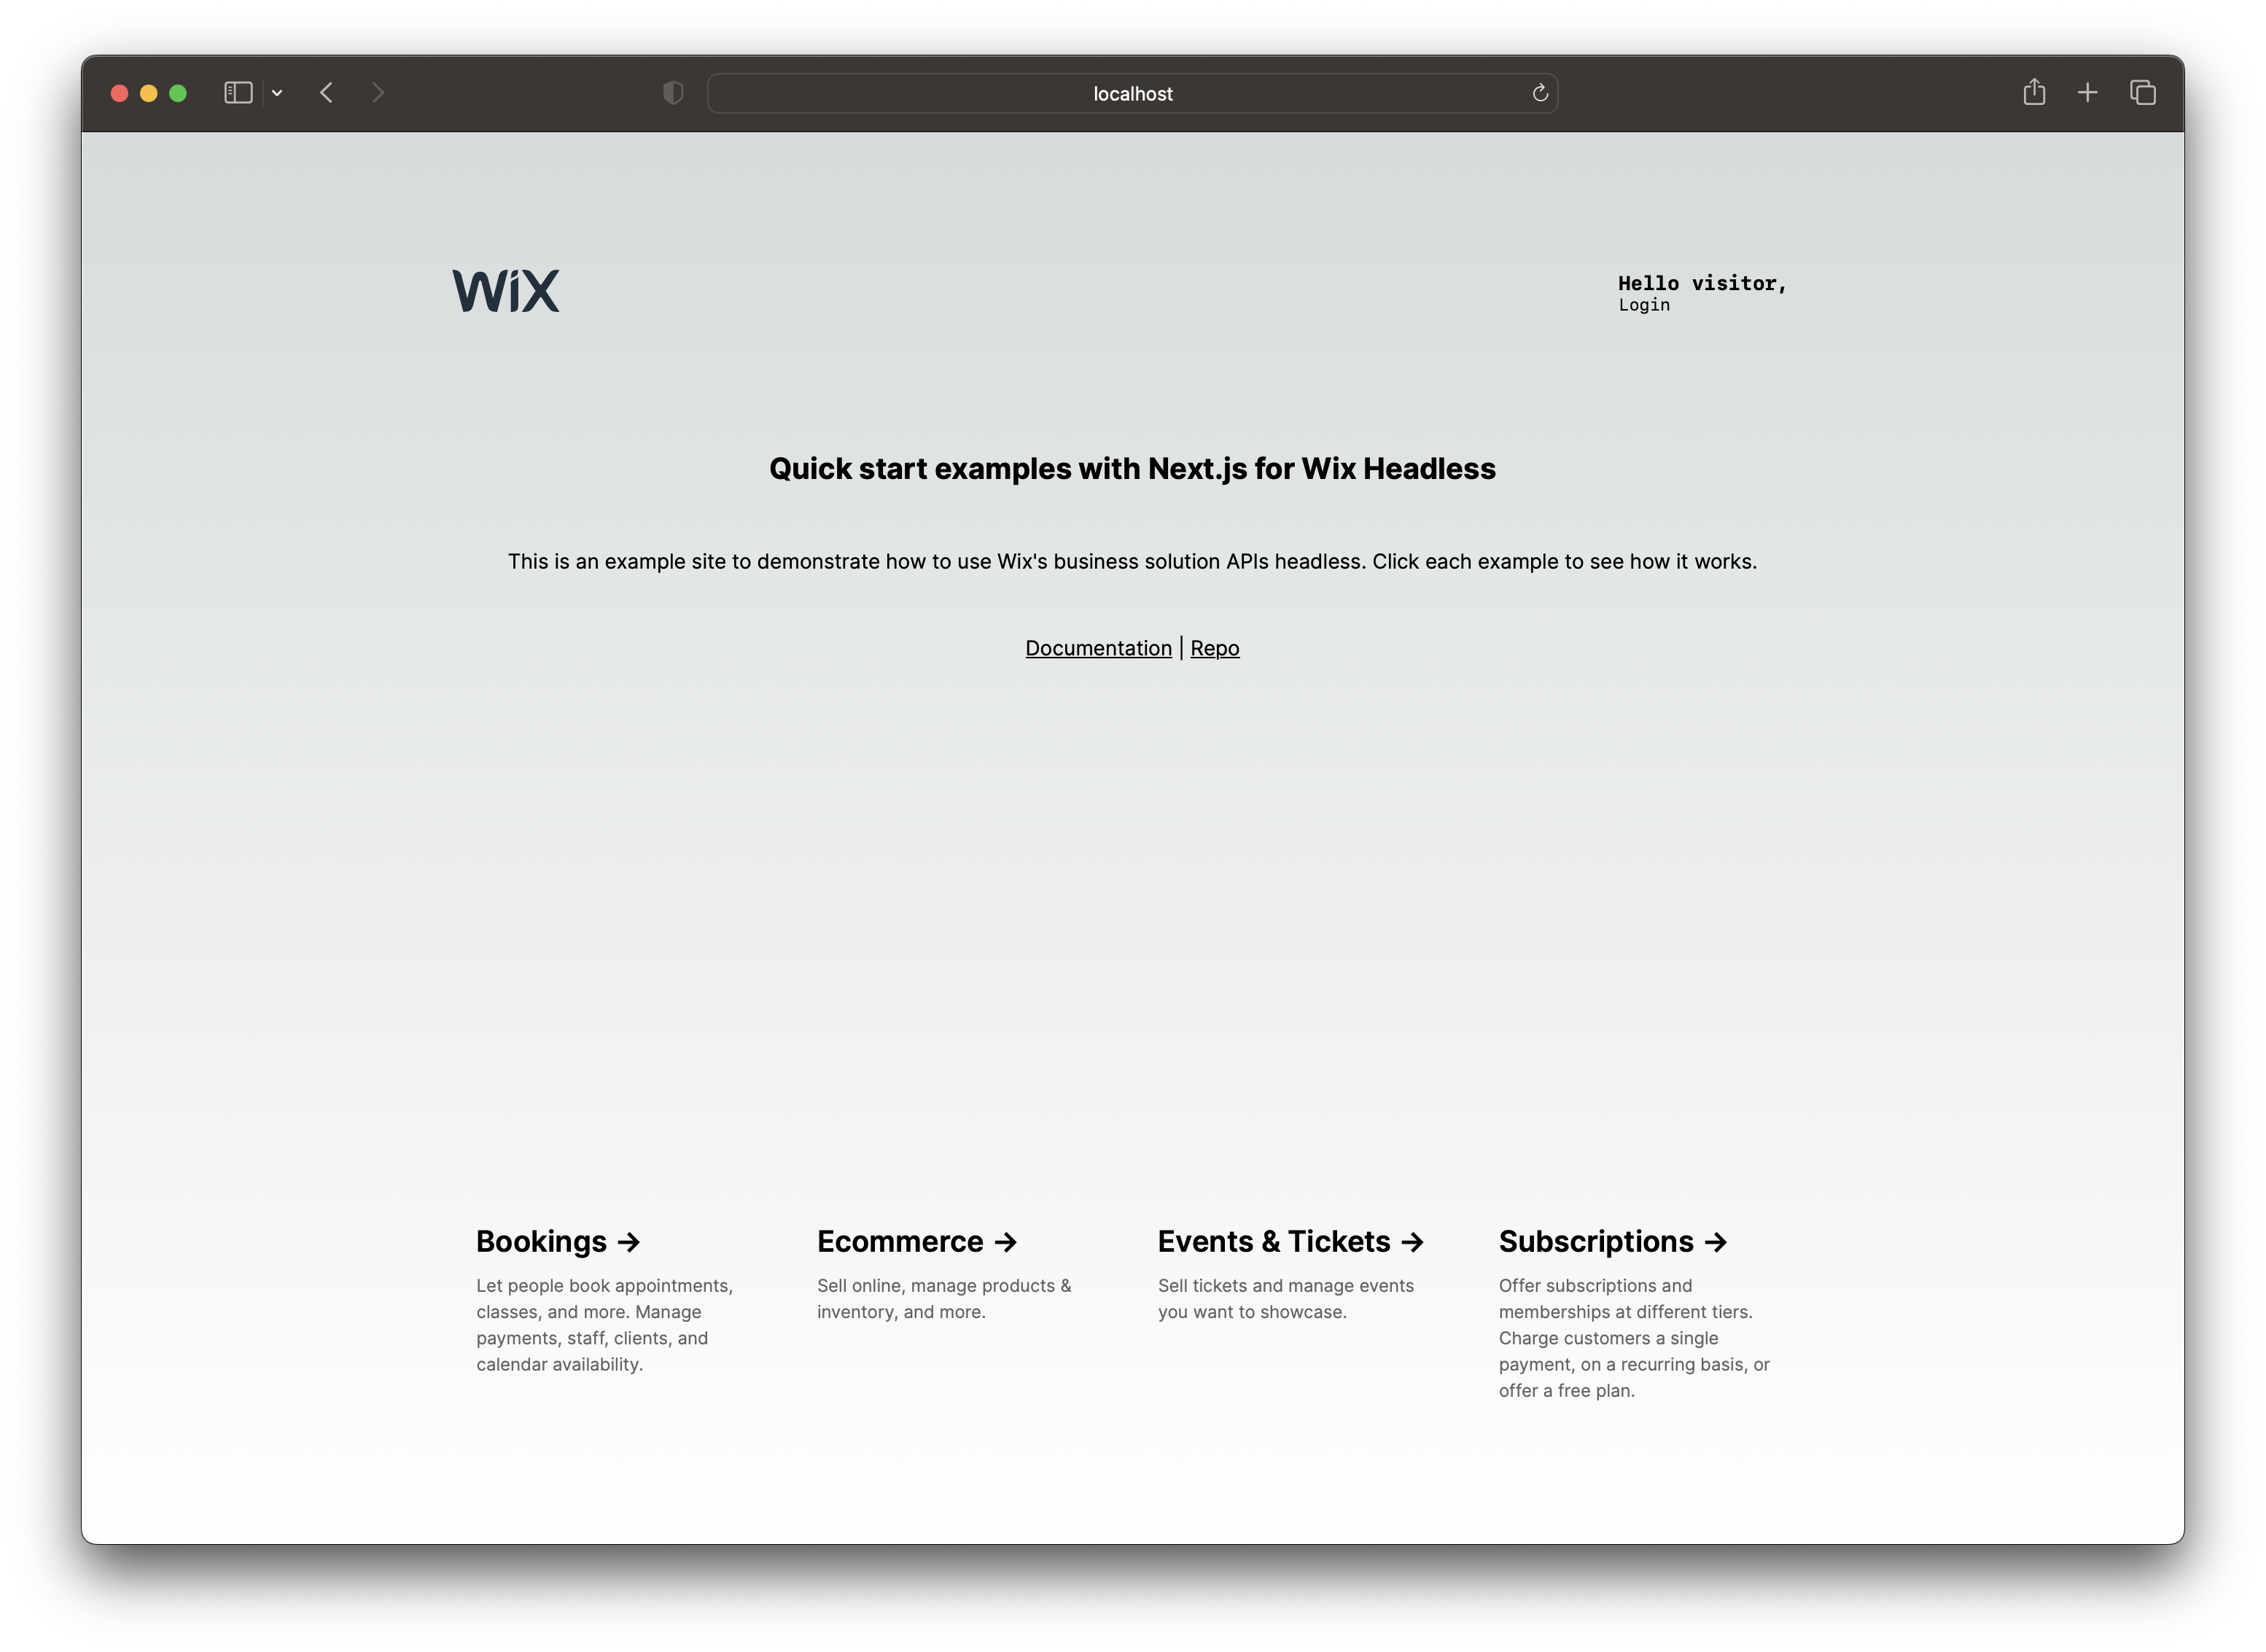 localhost
WiX
Hello visitor,
Login
Quick start examples with Next.js for Wix Headless
This is an example site to demonstrate how to use Wix's business solution APIs headless. Click each example to see how it works.
Documentation | Repo
Bookings →
Let people book appointments,
classes, and more. Manage
payments, staff, clients, and
calendar availability.
Ecommerce →
Sell online, manage products &
inventory, and more.
Events & Tickets →
Sell tickets and manage events
you want to showcase.
Subscriptions →
Offer subscriptions and
memberships at different tiers.
Charge customers a single
payment, on a recurring basis, or
offer a free plan.